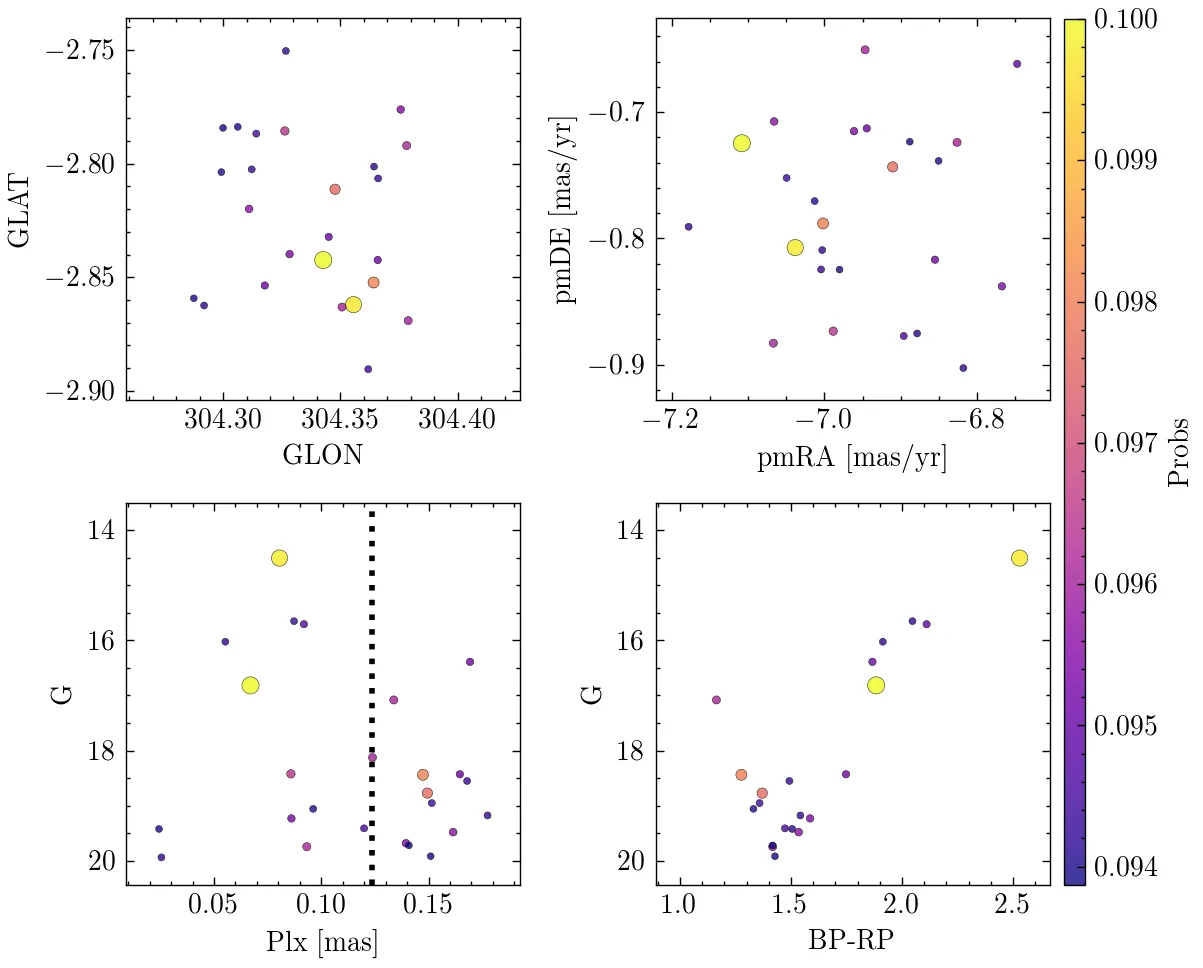 −2.75
−2.80
−2.85
−2.90
GLAT
304.30 304.35 304.40
GLON
−0.7
−0.8
−0.9
pmDE [mas/yr]
−7.2 −7.0 −6.8
pmRA [mas/yr]
0.100
0.099
0.098
0.097
0.096
0.095
0.094
Probs
14
16
18
20
G
0.05 0.10 0.15
Plx [mas]
14
16
18
20
G
1.0 1.5 2.0 2.5
BP-RP